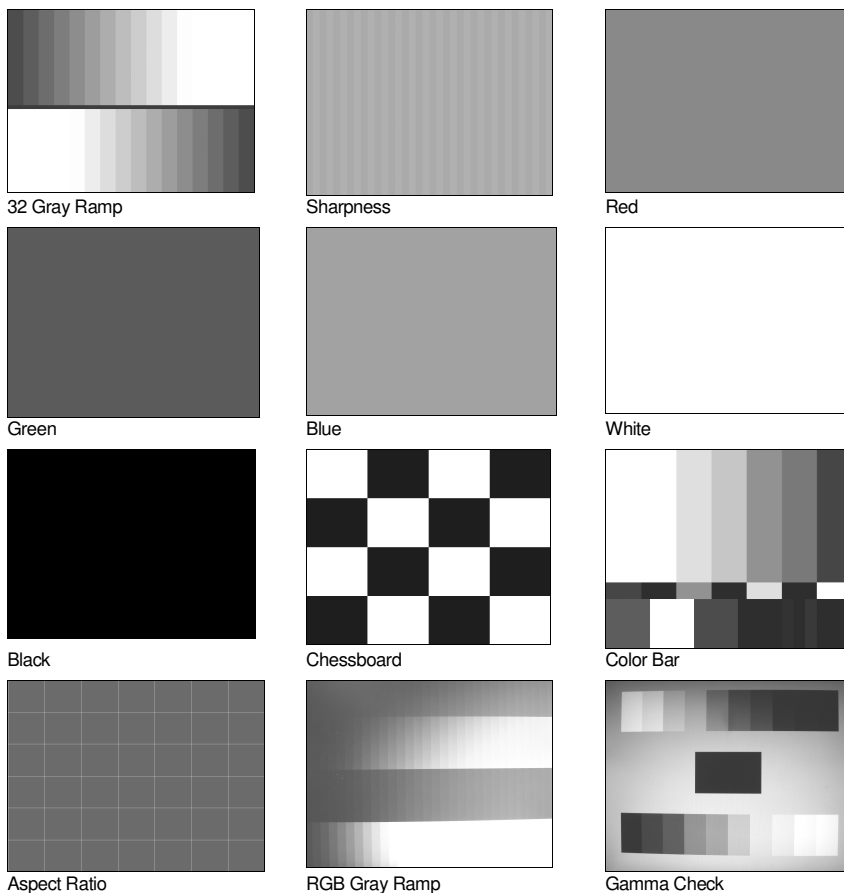 32 Gray Ramp
Sharpness
Red
Green
Blue
White
Black
Chessboard
Color Bar
Aspect Ratio
RGB Gray Ramp
Gamma Check